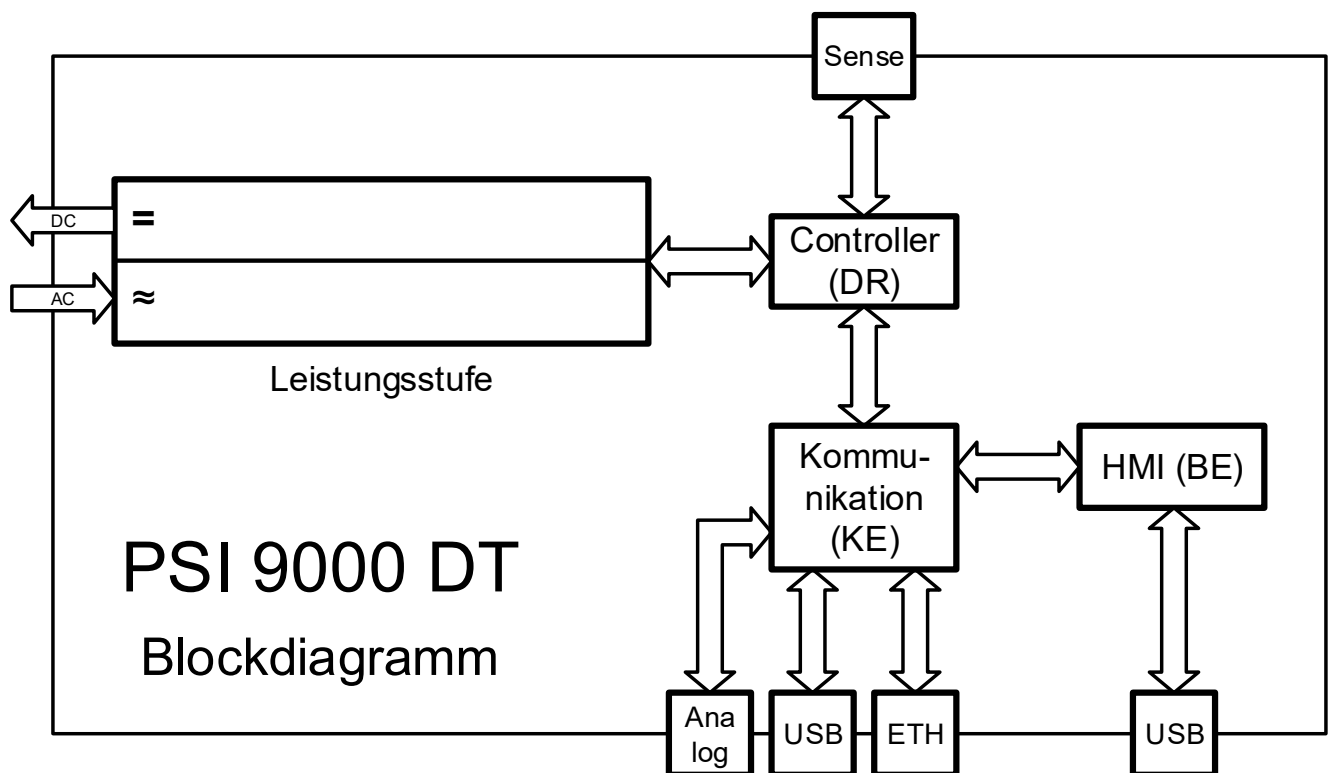 Sense
DC
=
Controller
(DR)
AC
≈
Leistungsstufe
Kommu-
nikation
(KE)
HMI (BE)
PSI 9000 DT
Blockdiagramm
Ana
log
USB
ETH
USB